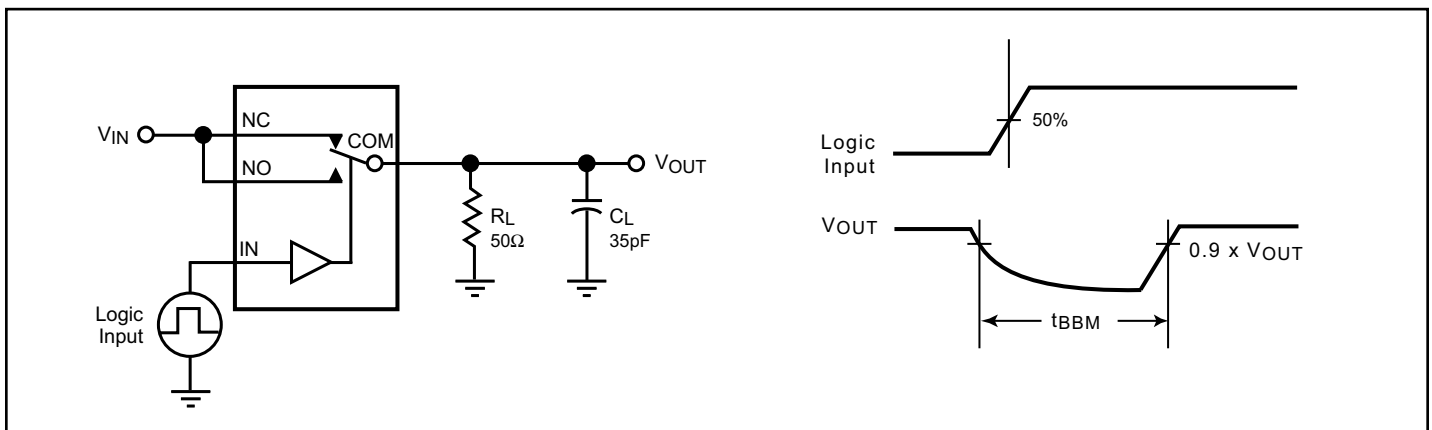 VIN
NC
NO
COM
IN
VOUT
RL
50Ω
CL
35pF
Logic
Input
Logic
Input
50%
VOUT
0.9 x VOUT
tBBM